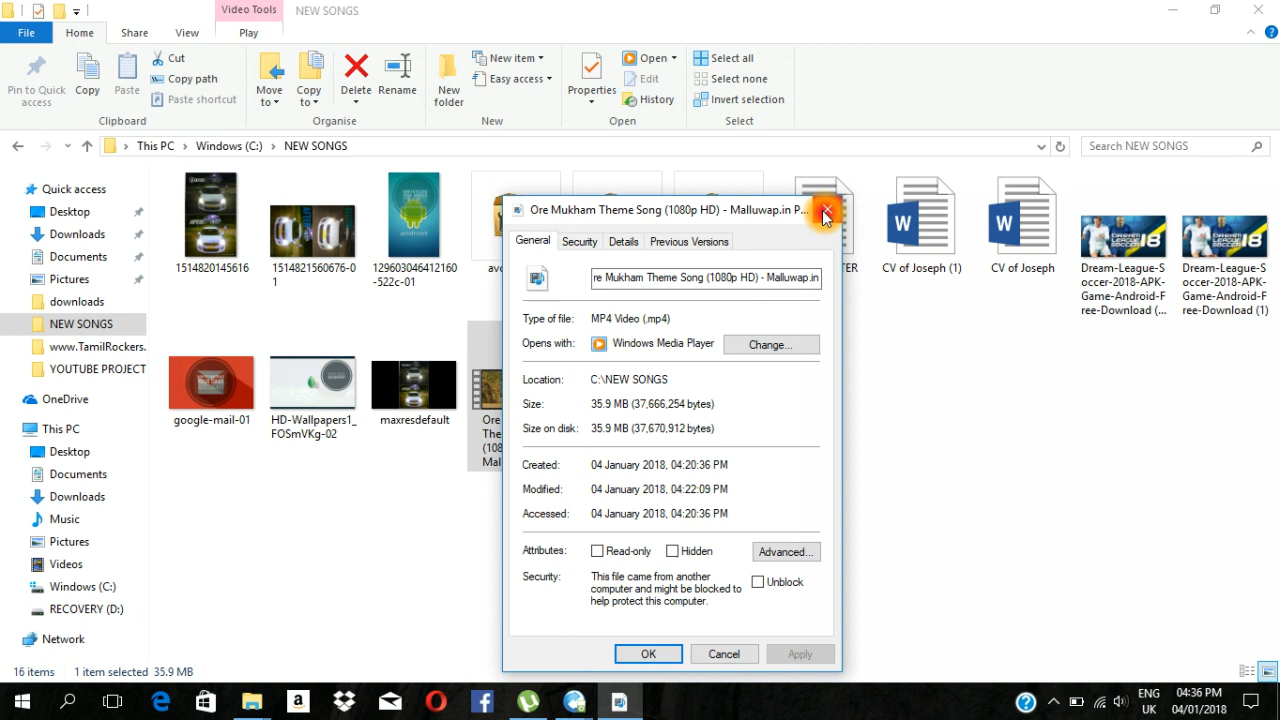 Video Tools
NEW SONGS
File
Home
Share
View
Play
Pin to Quick access
Copy
Paste
Cut
Copy path
Paste shortcut
Clipboard
Move to
Copy to
Delete
Rename
Organise
New folder
New item
Easy access
New
Properties
Open
Edit
History
Open
Select all
Select none
Invert selection
Select
This PC
Windows (C:)
NEW SONGS
Search NEW SONGS
Quick access
Desktop
Downloads
Documents
Pictures
downloads
NEW SONGS
www.TamilRockers.
YOUTUBE PROJECT
OneDrive
This PC
Desktop
Documents
Downloads
Music
Pictures
Videos
Windows (C:)
RECOVERY (D:)
Network
1514820145616
1514821560676-0
1
129603046412160
-522c-01
avo
TER
CV of Joseph (1)
CV of Joseph
Dream-League-S
occer-2018-APK-
Game-Android-F
ree-Download (...
Dream-League-S
occer-2018-APK-
Game-Android-F
ree-Download (1)
google-mail-01
HD-Wallpapers1_
FOSmVKg-02
maxresdefault
Ore
The
(108
Mal
Ore Mukham Theme Song (1080p HD) - Malluwap.in P...
General
Security
Details
Previous Versions
re Mukham Theme Song (1080p HD) - Malluwap.in
Type of file:
MP4 Video (.mp4)
Opens with:
Windows Media Player
Change...
Location:
C:\NEW SONGS
Size:
35.9 MB (37,666,254 bytes)
Size on disk:
35.9 MB (37,670,912 bytes)
Created:
04 January 2018, 04:20:36 PM
Modified:
04 January 2018, 04:22:09 PM
Accessed:
04 January 2018, 04:20:36 PM
Attributes:
Read-only
Hidden
Advanced...
Security:
This file came from another
computer and might be blocked to
help protect this computer.
Unblock
OK
Cancel
Apply
16 items
1 item selected 35.9 MB
ENG
UK
04:36 PM
04/01/2018